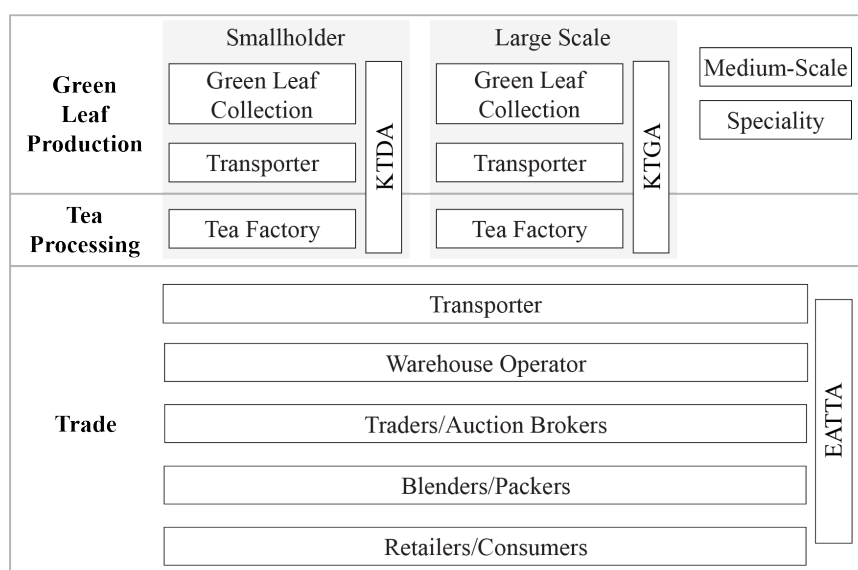 Green
Leaf
Production
Smallholder
Green Leaf
Collection
Transporter
KTDA
Large Scale
Green Leaf
Collection
Transporter
KTGA
Medium-Scale
Speciality
Tea
Processing
Tea Factory
Tea Factory
Trade
Transporter
Warehouse Operator
Traders/Auction Brokers
Blenders/Packers
Retailers/Consumers
EATTA